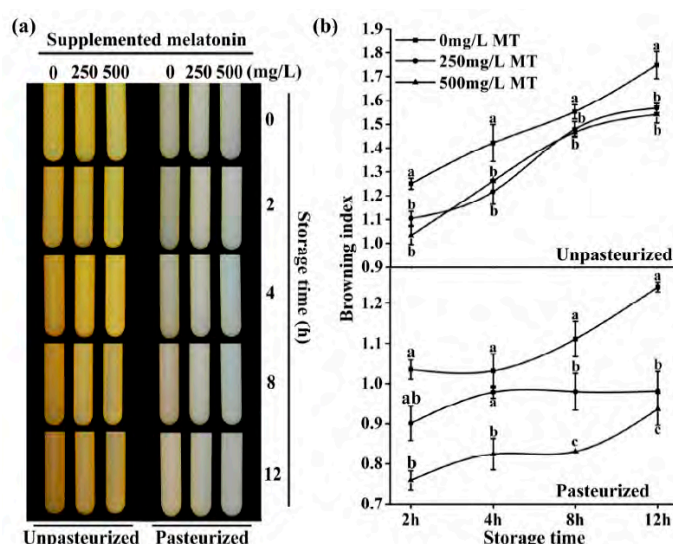 (a)
Supplemented melatonin
0 250 500 0 250 500 (mg/L)
0
2
4
8
12
Storage time (h)
Unpasteurized Pasteurized
(b)
0mg/L MT
250mg/L MT
500mg/L MT
1.9
1.8
1.7
1.6
1.5
1.4
1.3
1.2
1.1
1.0
0.9
a
b
b
a
b
b
a
b
b
a
b
b
Unpasteurized
Browning index
1.2
1.1
1.0
0.9
0.8
0.7
a
ab
b
a
a
b
a
b
c
a
b
c
Pasteurized
2h 4h 8h 12h
Storage time